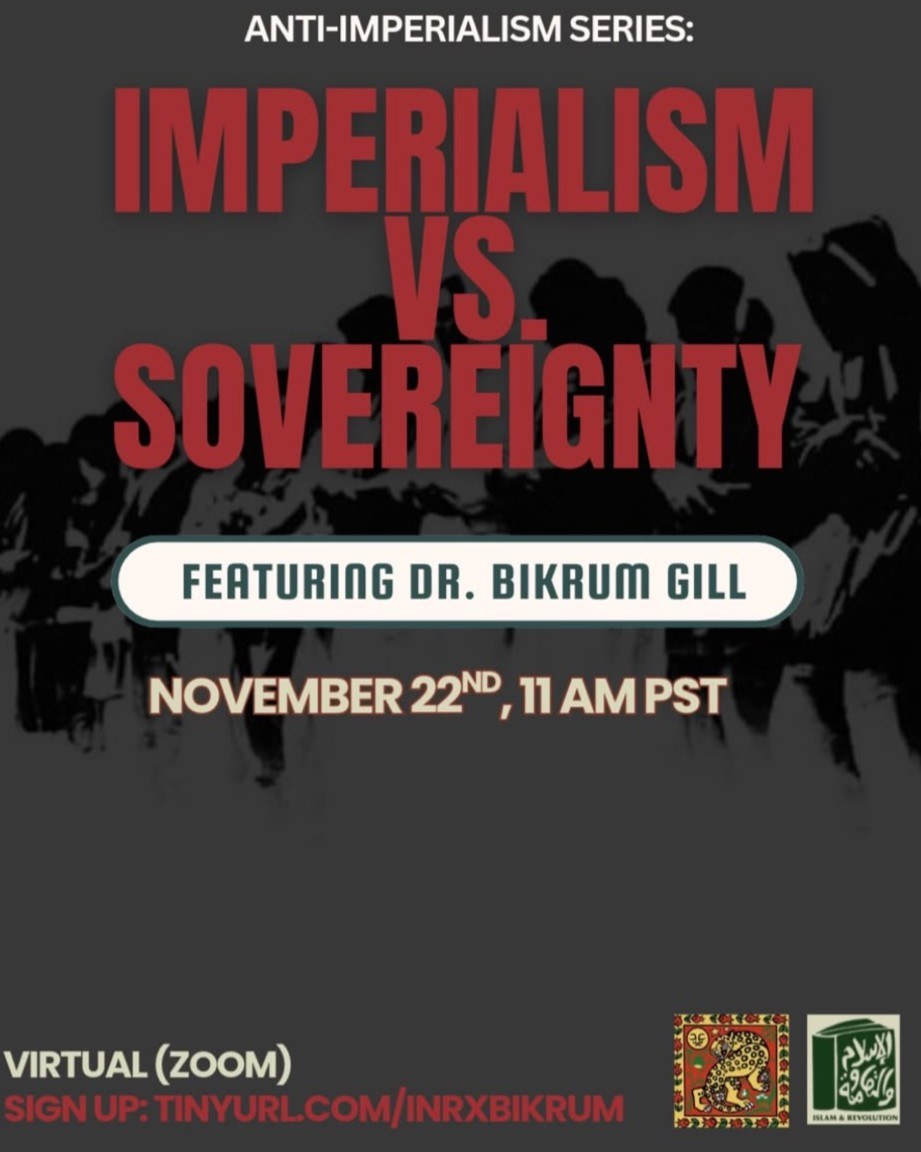 ANTI-IMPERIALISM SERIES:
IMPERIALISM
VS.
SOVEREIGNTY
FEATURING DR. BIKRUM GILL
NOVEMBER 22ND, 11 AM PST
VIRTUAL (ZOOM)
SIGN UP: TINYURL.COM/INRXBIKRUM
الإسلام
ISLAM & REVOLUTION